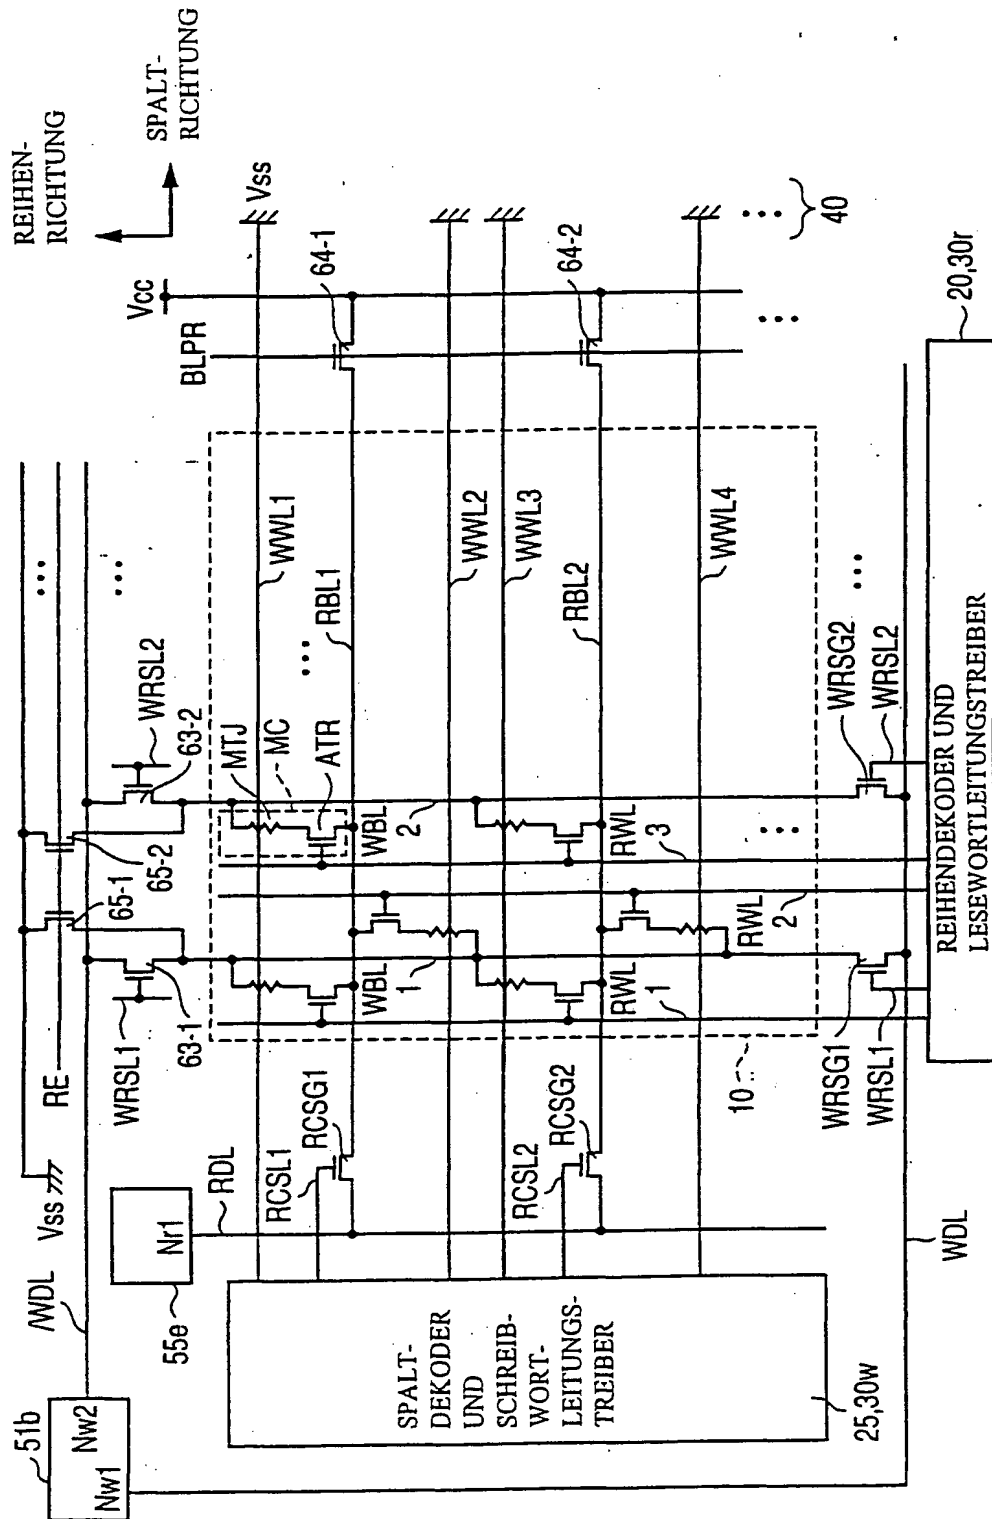 REIHEN-
RICHTUNG
SPALT-
RICHTUNG
51b
Nw2
Nw1
/WDL
Vss
RE
WRSL1
63-1
65-1
65-2
63-2
WRSL2
...
...
Vcc
BLPR
Vss
55e
Nr1
RDL
RCSL1
RCSG1
WWL1
MTJ
MC
ATR
...
RBL1
64-1
WBL
1
WBL
2
WWL2
WWL3
RCSL2
RCSG2
RBL2
64-2
RWL
1
RWL
2
RWL
3
...
WWL4
...
...
40
SPALT-
DEKODER
UND
SCHREIB-
WORT-
LEITUNGS-
TREIBER
25,30w
10
WRSG1
WRSL1
WRSG2
WRSL2
...
WDL
REIHENDEKODER UND
LESEWORTLEITUNGSTREIBER
20,30r